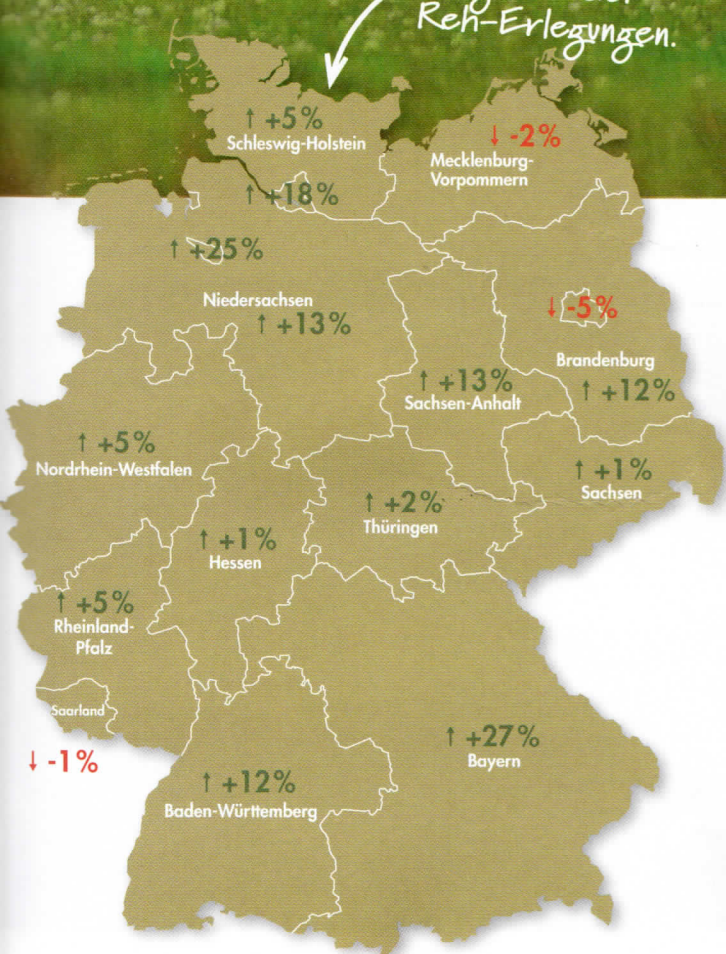 Reh-Erlegungen.
↑ +5%
Schleswig-Holstein
↓ -2%
Mecklenburg-
Vorpommern
↑ +18%
↑ +25%
Niedersachsen
↑ +13%
↓ -5%
Brandenburg
↑ +12%
↑ +13%
Sachsen-Anhalt
↑ +5%
Nordrhein-Westfalen
↑ +1%
Sachsen
↑ +2%
Thüringen
↑ +1%
Hessen
↑ +5%
Rheinland-
Pfalz
Saarland
↓ -1%
↑ +27%
Bayern
↑ +12%
Baden-Württemberg